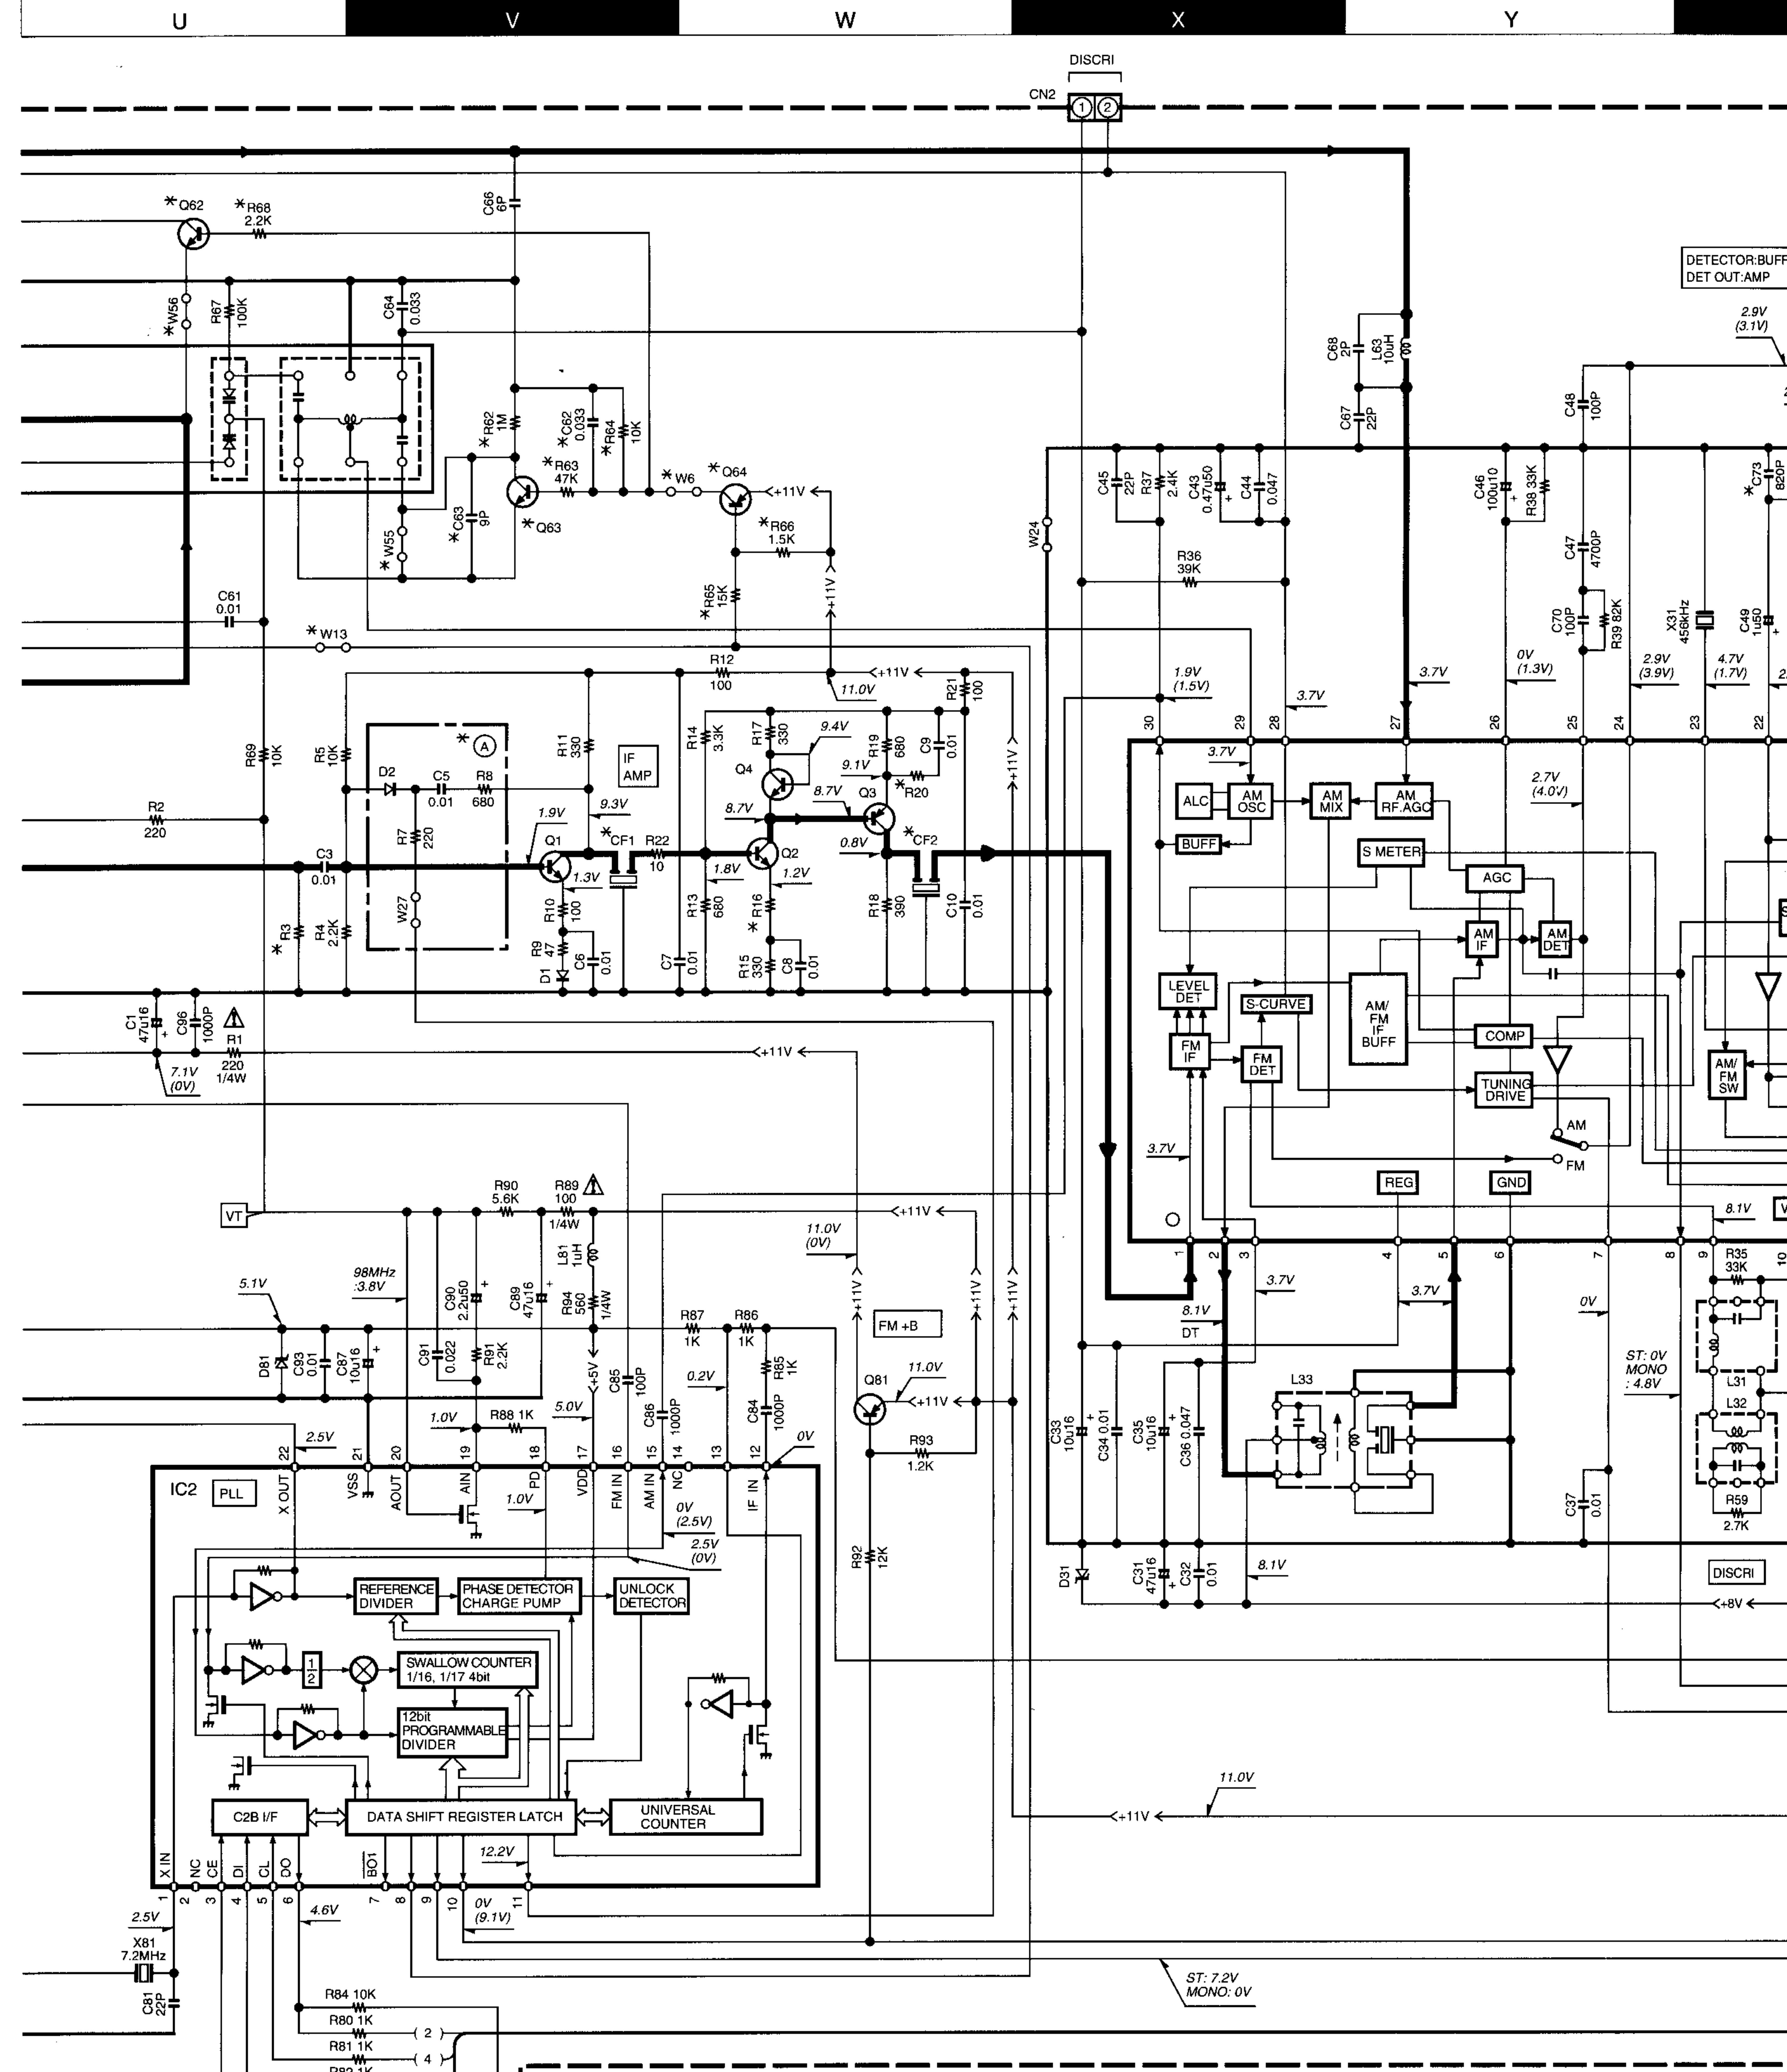 U V W X Y
DISCRI
CN2
1 2
*Q62
*R68
2.2K
C66
6P
DETECTOR:BUFF
DET OUT:AMP
2.9V
(3.1V)
*W56
R67
100K
C64
0.033
C68
2P
L63
10uH
C67
22P
C48
100P
*R62
1M
*C62
0.033
*R64
10K
*R63
47K
*W6
*Q64
+11V
*Q63
*C63
9P
*W55
*R66
1.5K
*R65
15K
+11V
W24
C45
22P
R37
2.4K
C43
0.47u50
+
C44
0.047
C46
100u10
+
R38 33K
C47
4700P
*C73
820P
R36
39K
C61
0.01
*W13
C70
100P
R39 82K
X31
456kHz
C49
1u50
+
R12
100
+11V
11.0V
R21
100
1.9V
(1.5V)
3.7V
3.7V
0V
(1.3V)
2.9V
(3.9V)
4.7V
(1.7V)
30 29 28 27 26 25 24 23 22
R69
10K
R5
10K
*A
R11
330
IF
AMP
R14
3.3K
R17
330
9.4V
R19
680
C9
0.01
+11V
3.7V
D2
C5
0.01
R8
680
Q4
9.1V
*R20
8.7V
Q3
2.7V
(4.0V)
ALC
AM
OSC
AM
MIX
AM
RF.AGC
R2
220
R7
220
1.9V
9.3V
8.7V
Q1
*CF1
R22
10
Q2
0.8V
*CF2
BUFF
S METER
C3
0.01
1.3V
1.8V
1.2V
AGC
*R3
R4
2.2K
W27
R10
100
R13
680
R16
*
R18
390
C10
0.01
AM
IF
AM
DET
R9
47
D1
C6
0.01
C7
0.01
R15
330
C8
0.01
LEVEL
DET
S-CURVE
AM/
FM
IF
BUFF
C1
47u16
+
C96
1000P
R1
220
1/4W
+11V
FM
IF
FM
DET
COMP
AM/
FM
SW
7.1V
(0V)
TUNING
DRIVE
AM
FM
3.7V
REG
GND
VT
R90
5.6K
R89
100
1/4W
+11V
11.0V
(0V)
8.1V
V
L81
1uH
1 2 3 4 5 6 7 8 9 10
R35
33K
5.1V
98MHz
:3.8V
C90
2.2u50
+
C89
47u16
+
R94
560
1/4W
+11V
+11V
+11V
3.7V
3.7V
0V
8.1V
DT
R87
1K
R86
1K
FM +B
D81
C93
0.01
C87
10u16
+
C91
0.022
R91
2.2K
+5V
C85
100P
0.2V
R85
1K
Q81
11.0V
+11V
ST: 0V
MONO
: 4.8V
L31
L33
1.0V
R88 1K
5.0V
C86
1000P
C84
1000P
0V
L32
C33
10u16
+
C34 0.01
C35
10u16
+
C36 0.047
2.5V
R93
1.2K
22 21 20 19 18 17 16 15 14 13 12
IC2
PLL
X OUT
VSS
AOUT
AIN
PD
VDD
FM IN
AM IN
NC
IF IN
1.0V
0V
(2.5V)
2.5V
(0V)
C37
0.01
R59
2.7K
R92
12K
D31
C31
47u16
+
C32
0.01
8.1V
DISCRI
REFERENCE
DIVIDER
PHASE DETECTOR
CHARGE PUMP
UNLOCK
DETECTOR
+8V
1
2
SWALLOW COUNTER
1/16, 1/17 4bit
12bit
PROGRAMMABLE
DIVIDER
11.0V
C2B I/F
DATA SHIFT REGISTER LATCH
UNIVERSAL
COUNTER
+11V
12.2V
X IN
NC
CE
DI
CL
DO
BO1
1 2 3 4 5 6 7 8 9 10 11
2.5V
4.6V
0V
(9.1V)
X81
7.2MHz
C81
22P
ST: 7.2V
MONO: 0V
R84 10K
R80 1K
( 2 )
R81 1K
( 4 )
R82 1K